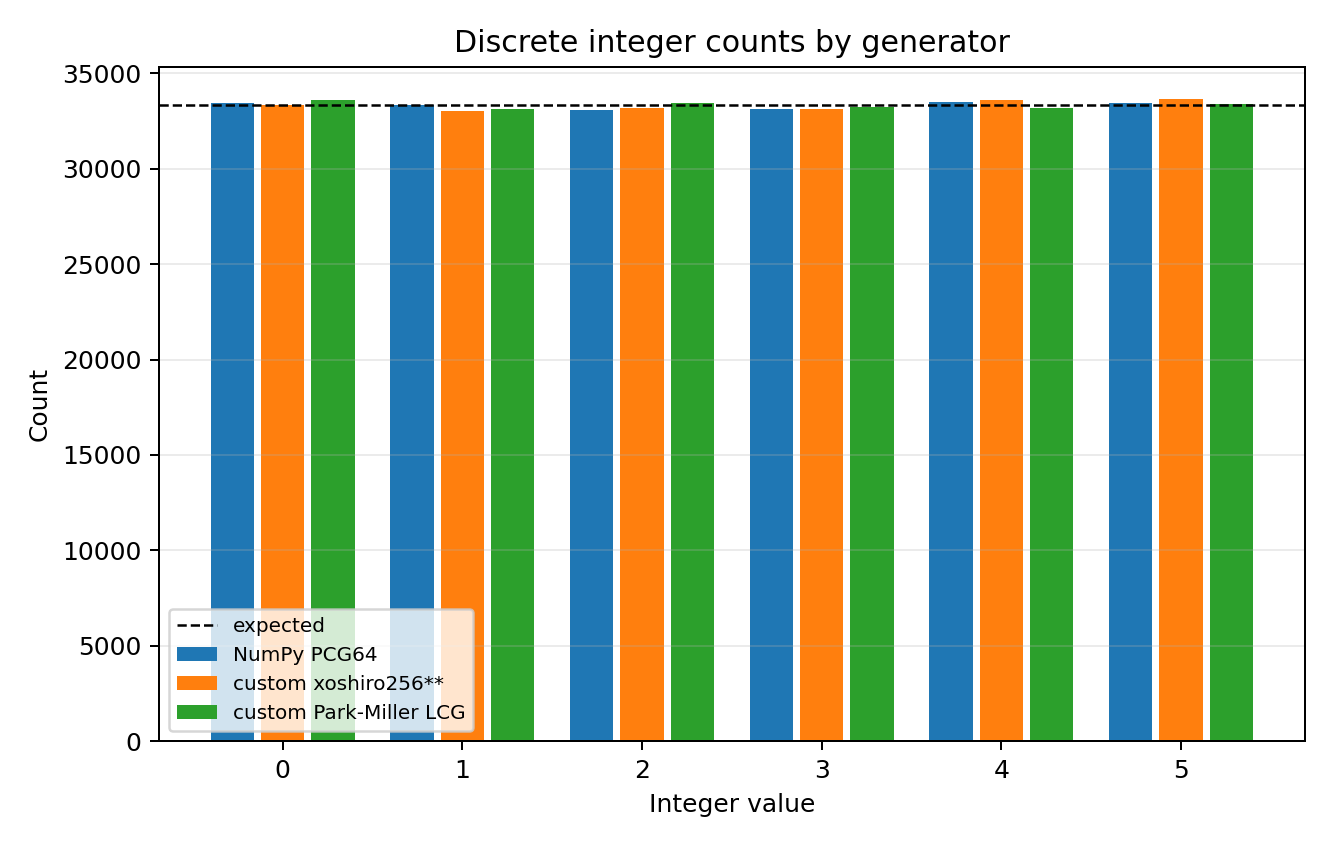 Discrete integer counts by generator
35000
30000
25000
20000
15000
10000
5000
0
Count
expected
NumPy PCG64
custom xoshiro256**
custom Park-Miller LCG
0 1 2 3 4 5
Integer value